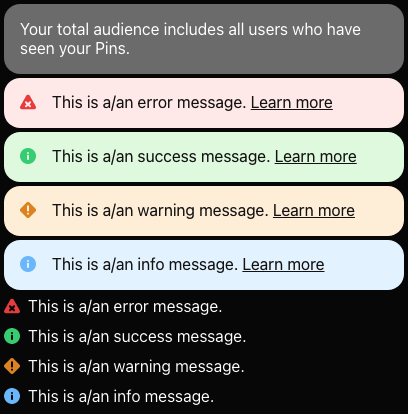 Your total audience includes all users who have
seen your Pins.
This is a/an error message. Learn more
This is a/an success message. Learn more
This is a/an warning message. Learn more
This is a/an info message. Learn more
This is a/an error message.
This is a/an success message.
This is a/an warning message.
This is a/an info message.